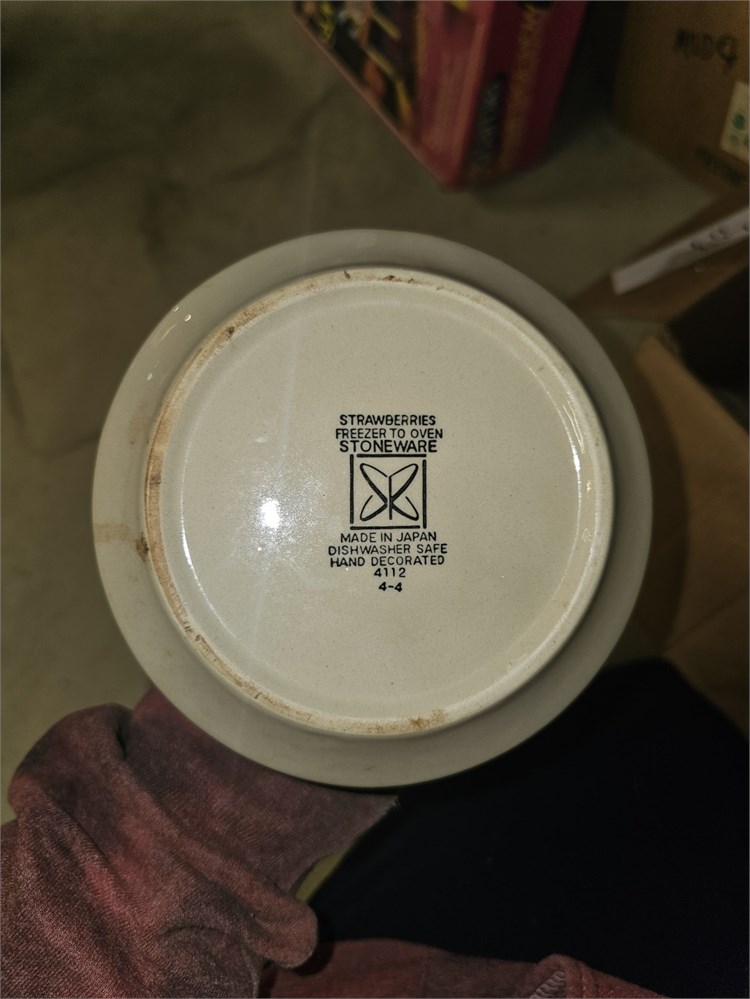 STRAWBERRIES
FREEZER TO OVEN
STONEWARE
MADE IN JAPAN
DISHWASHER SAFE
HAND DECORATED
4112
4-4